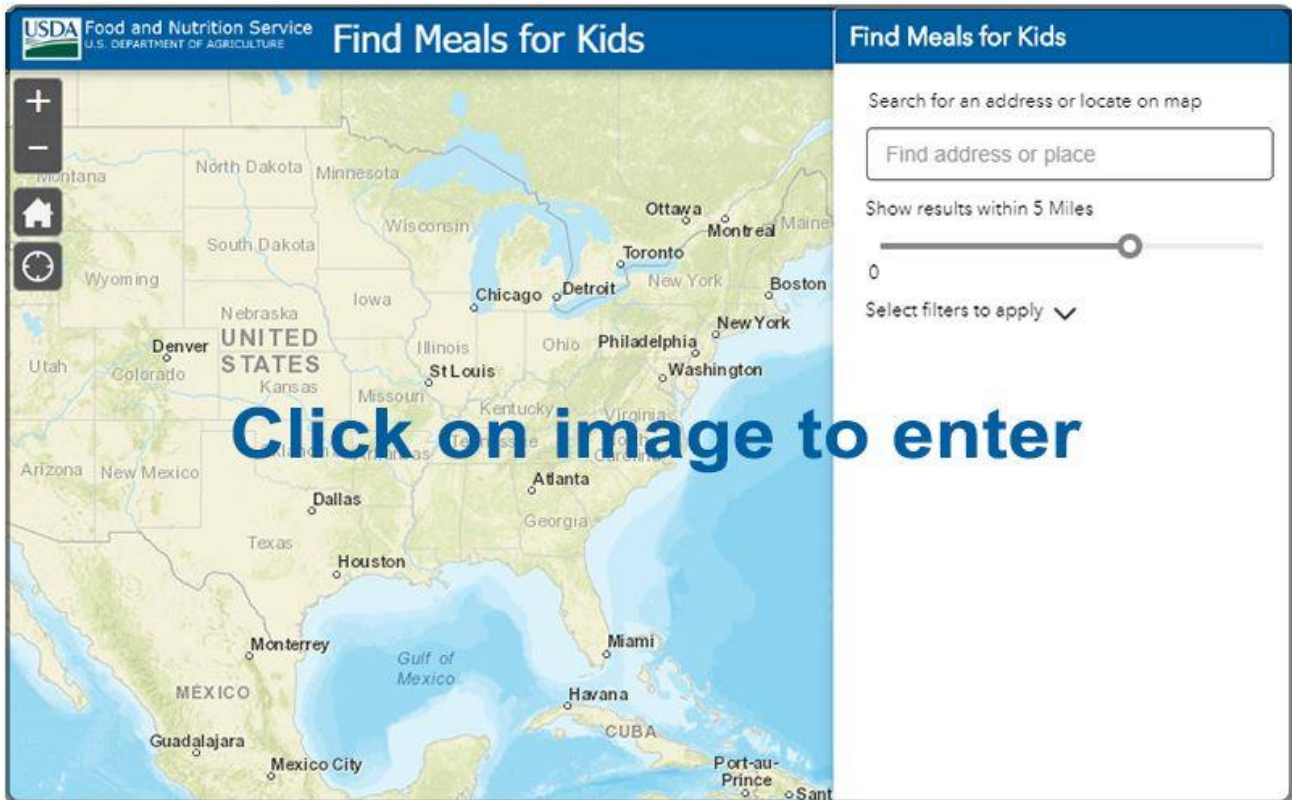 USDA Food and Nutrition Service
U.S. DEPARTMENT OF AGRICULTURE
Find Meals for Kids
Find Meals for Kids
+
−
Search for an address or locate on map
Find address or place
Show results within 5 Miles
0
Select filters to apply
Montana
North Dakota
Minnesota
Ottawa
Montreal
Maine
Wisconsin
South Dakota
Toronto
Wyoming
Iowa
Chicago
Detroit
New York
Boston
Nebraska
UNITED
STATES
Denver
Illinois
Ohio
Philadelphia
New York
Utah
Colorado
Kansas
St Louis
Washington
Missouri
Kentucky
Virginia
Click on image to enter
Arizona
New Mexico
Atlanta
Dallas
Georgia
Texas
Houston
Monterrey
Gulf of
Mexico
Miami
MÉXICO
Havana
CUBA
Guadalajara
Mexico City
Port-au-
Prince
Sant